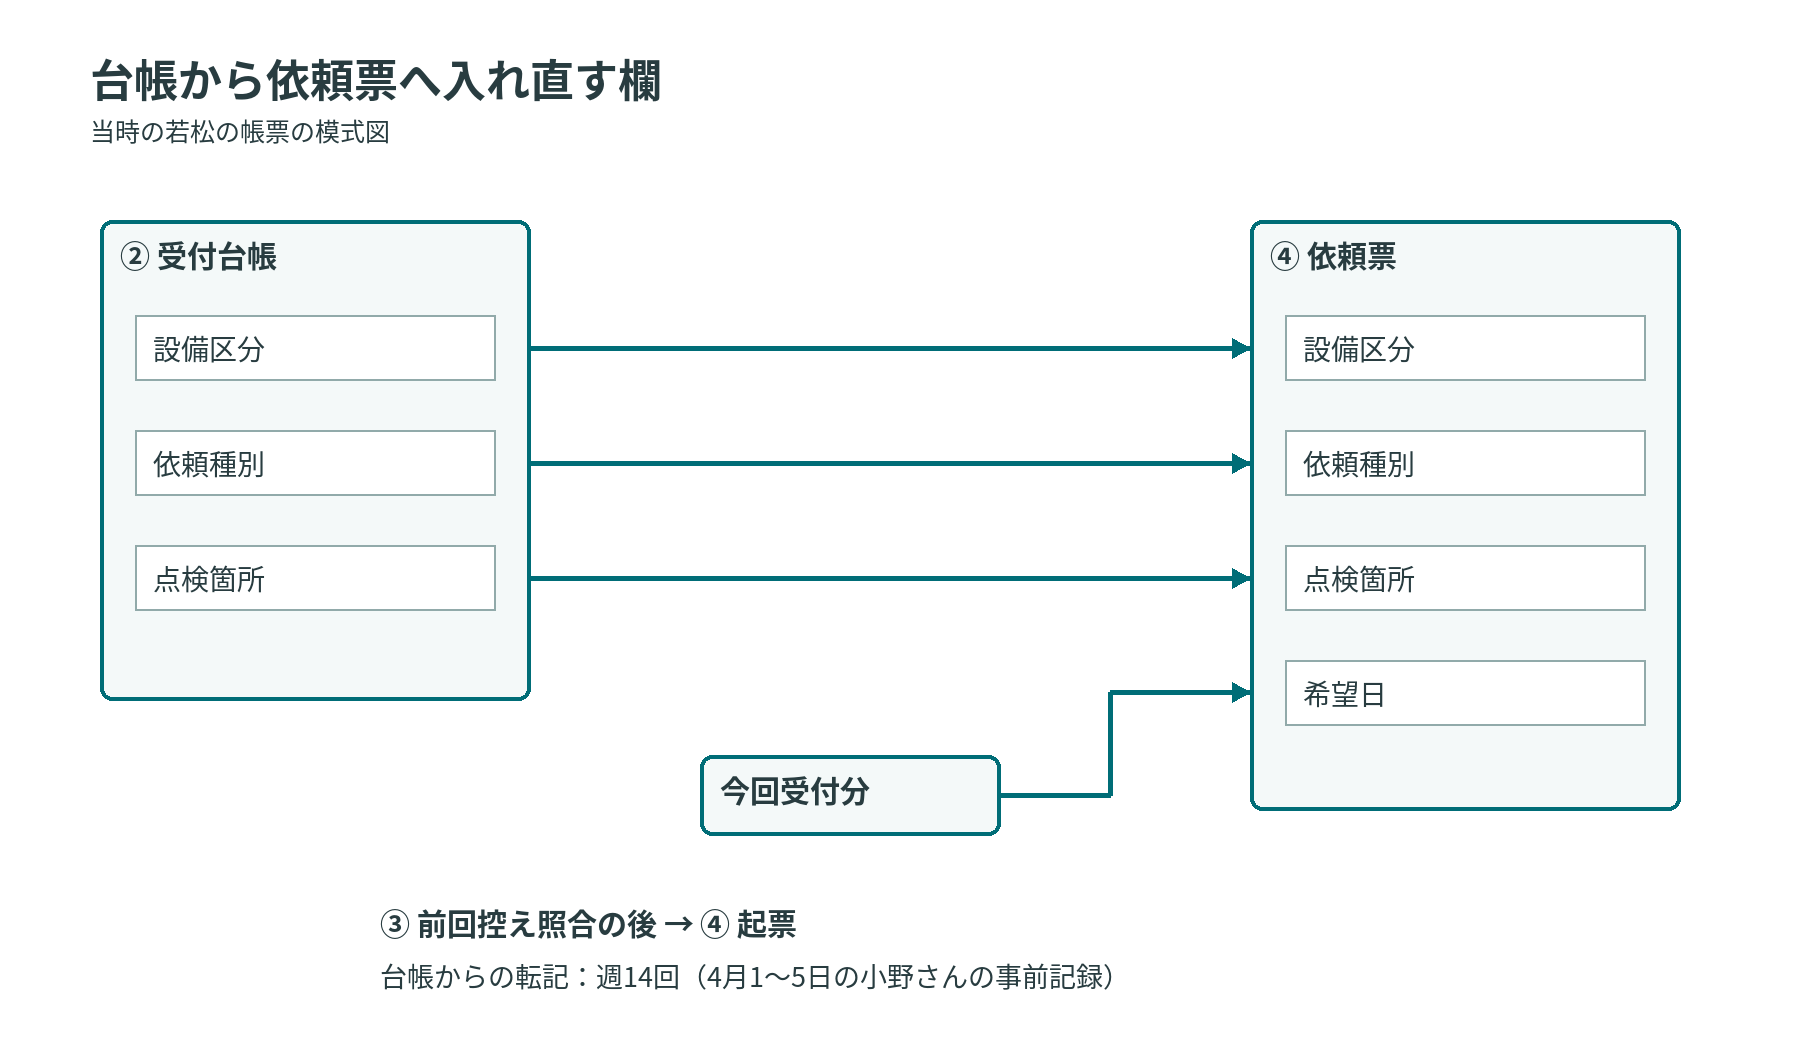 台帳から依頼票へ入れ直す欄
当時の若松の帳票の模式図
② 受付台帳
設備区分
依頼種別
点検箇所
④ 依頼票
設備区分
依頼種別
点検箇所
希望日
今回受付分
③ 前回控え照合の後 → ④ 起票
台帳からの転記：週14回（4月1〜5日の小野さんの事前記録）